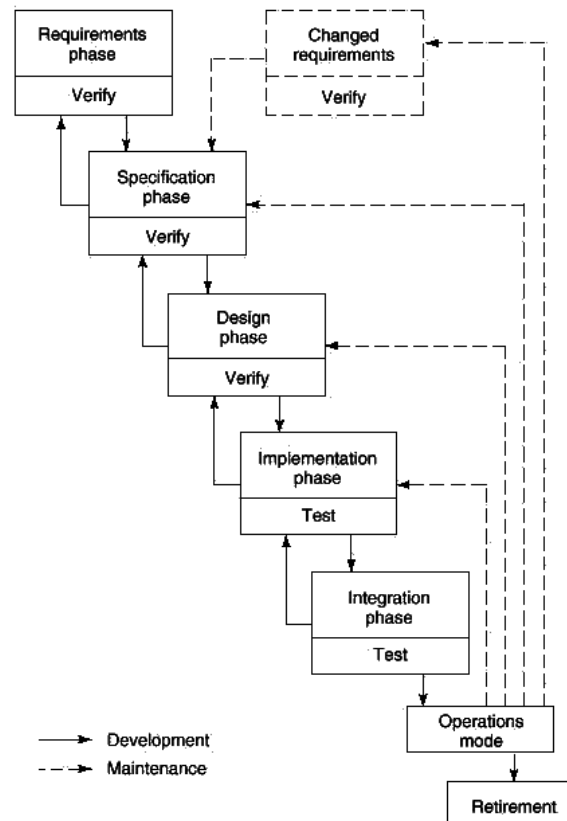 Requirements
phase
Verify
Changed
requirements
Verify
Specification
phase
Verify
Design
phase
Verify
Implementation
phase
Test
Integration
phase
Test
Operations
mode
Development
Maintenance
Retirement